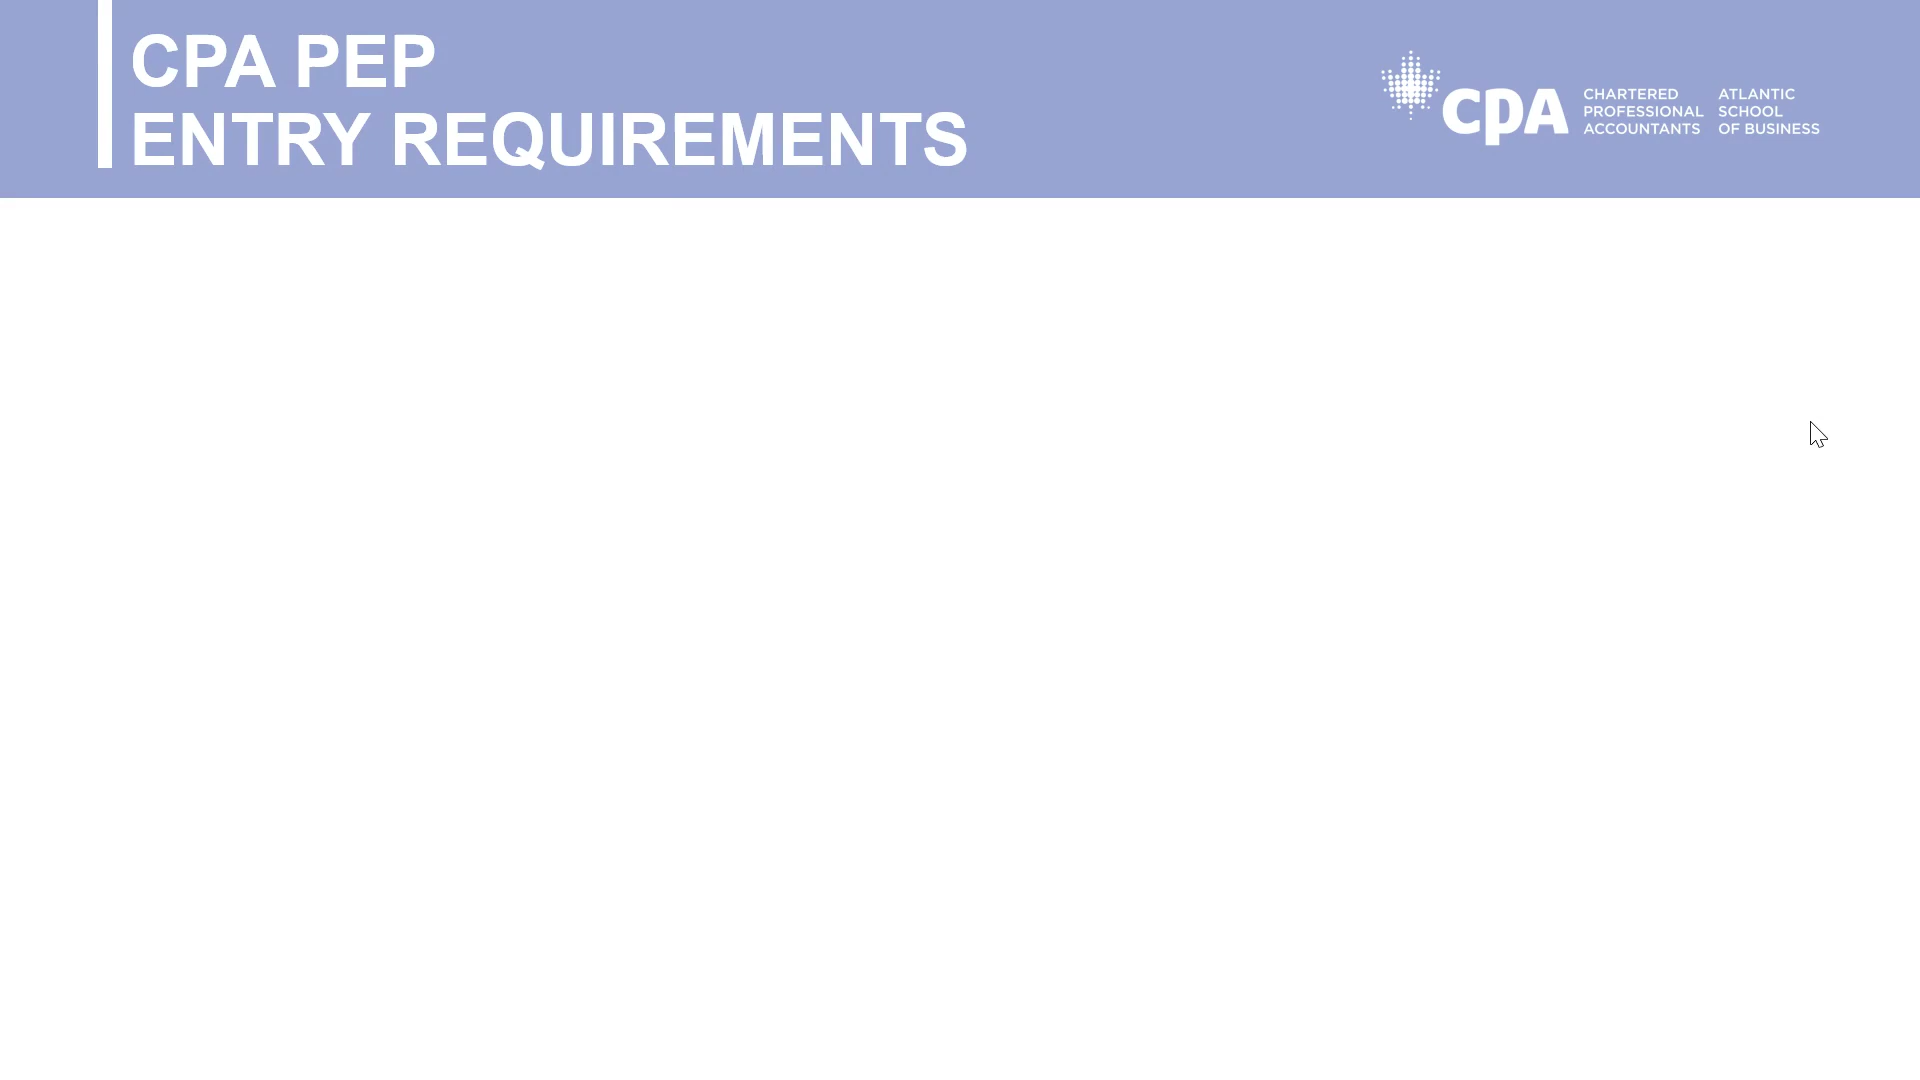 CPA PEP
ENTRY REQUIREMENTS
CPA
CHARTERED
PROFESSIONAL
ACCOUNTANTS
ATLANTIC
SCHOOL
OF BUSINESS